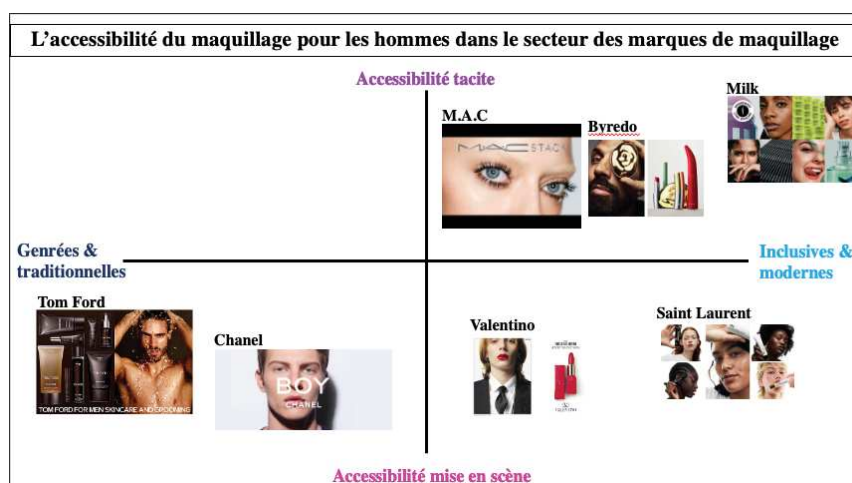 L'accessibilité du maquillage pour les hommes dans le secteur des marques de maquillage
Accessibilité tacite
M.A.C
Byredo
Milk
MAC STACK
Genrées &
traditionnelles
Inclusives &
modernes
Tom Ford
Chanel
Valentino
Saint Laurent
BOY
CHANEL
TOM FORD FOR MEN SKINCARE AND GROOMING
Accessibilité mise en scène